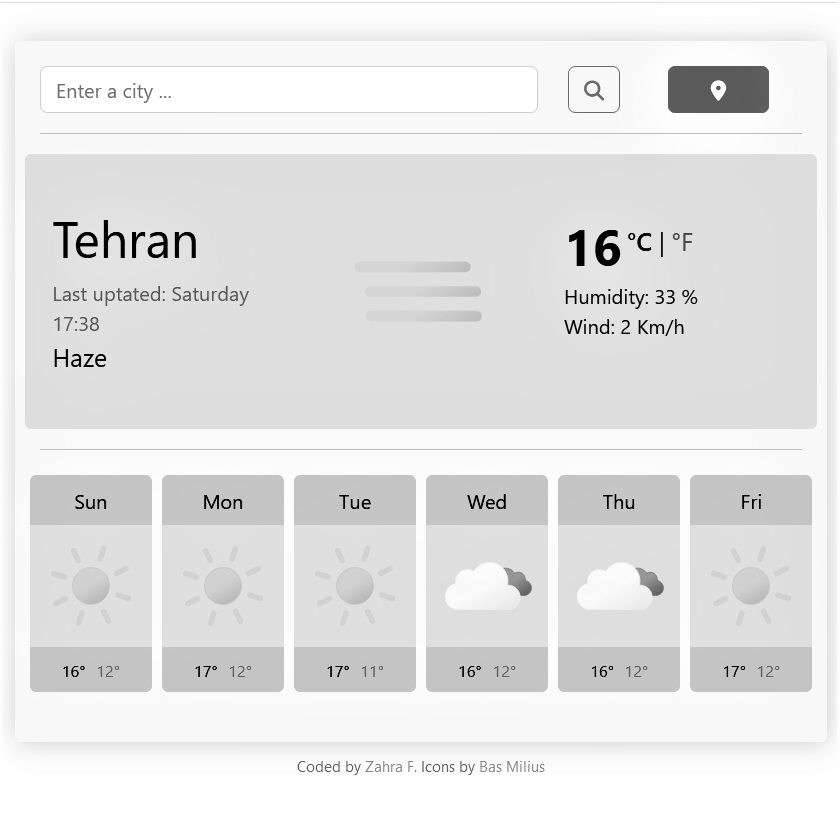 Enter a city ...
Tehran
Last uptated: Saturday
17:38
Haze
16 °C | °F
Humidity: 33 %
Wind: 2 Km/h
Sun
16° 12°
Mon
17° 12°
Tue
17° 11°
Wed
16° 12°
Thu
16° 12°
Fri
17° 12°
Coded by Zahra F. Icons by Bas Milius